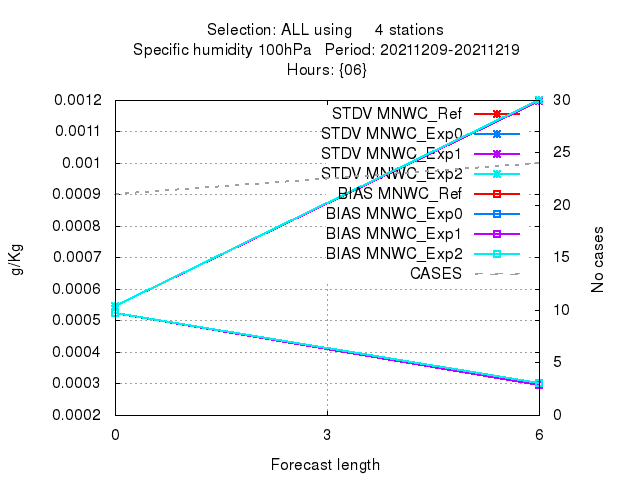 Selection: ALL using 4 stations
Specific humidity 100hPa Period: 20211209-20211219
Hours: {06}
0.0012
0.0011
0.001
0.0009
0.0008
0.0007
0.0006
0.0005
0.0004
0.0003
0.0002
g/Kg
STDV MNWC_Ref
STDV MNWC_Exp0
STDV MNWC_Exp1
STDV MNWC_Exp2
BIAS MNWC_Ref
BIAS MNWC_Exp0
BIAS MNWC_Exp1
BIAS MNWC_Exp2
CASES
30
25
20
15
10
5
0
No cases
0 3 6
Forecast length